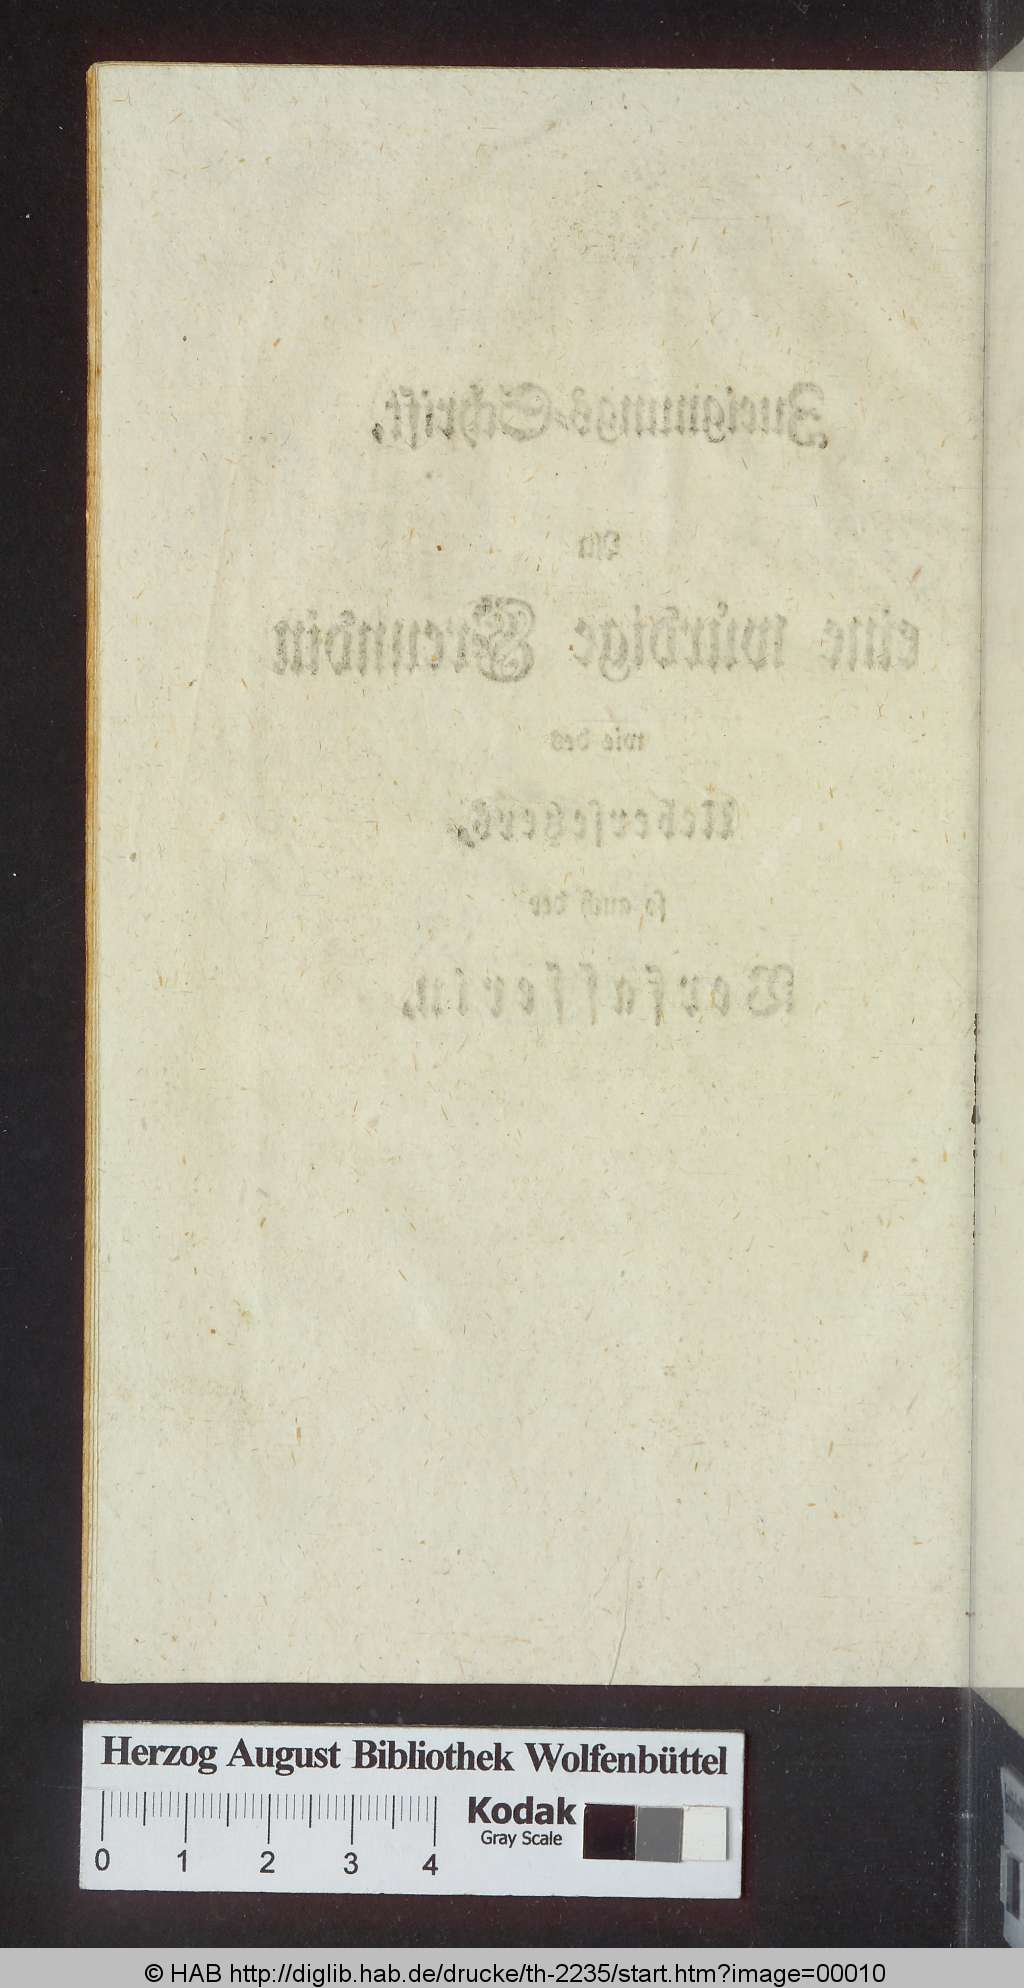 Zueignungs-Schrift,
An
eine würdige Freundin
wie des
Uebersetzers,
so auch der
Verfasserin.
Herzog August Bibliothek Wolfenbüttel
Kodak
Gray Scale
0 1 2 3 4
© HAB http://diglib.hab.de/drucke/th-2235/start.htm?image=00010